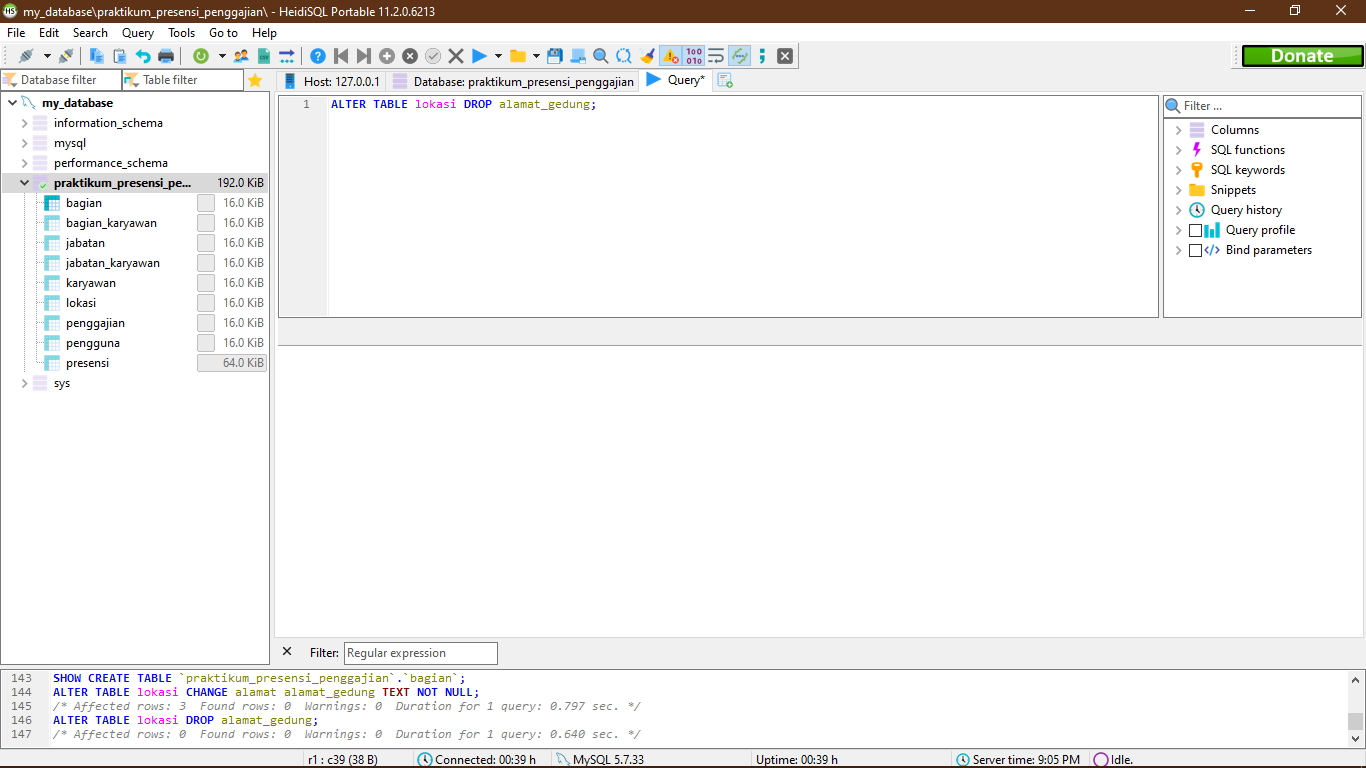 my_database\praktikum_presensi_penggajian\ - HeidiSQL Portable 11.2.0.6213
File Edit Search Query Tools Go to Help
Donate
Database filter Table filter Host: 127.0.0.1 Database: praktikum_presensi_penggajian Query*
my_database
information_schema
mysql
performance_schema
praktikum_presensi_pe... 192.0 KiB
bagian 16.0 KiB
bagian_karyawan 16.0 KiB
jabatan 16.0 KiB
jabatan_karyawan 16.0 KiB
karyawan 16.0 KiB
lokasi 16.0 KiB
penggajian 16.0 KiB
pengguna 16.0 KiB
presensi 64.0 KiB
sys
1 ALTER TABLE lokasi DROP alamat_gedung;
Filter ...
Columns
SQL functions
SQL keywords
Snippets
Query history
Query profile
Bind parameters
Filter: Regular expression
143 SHOW CREATE TABLE `praktikum_presensi_penggajian`.`bagian`;
144 ALTER TABLE lokasi CHANGE alamat alamat_gedung TEXT NOT NULL;
145 /* Affected rows: 3 Found rows: 0 Warnings: 0 Duration for 1 query: 0.797 sec. */
146 ALTER TABLE lokasi DROP alamat_gedung;
147 /* Affected rows: 0 Found rows: 0 Warnings: 0 Duration for 1 query: 0.640 sec. */
r1 : c39 (38 B) Connected: 00:39 h MySQL 5.7.33 Uptime: 00:39 h Server time: 9:05 PM Idle.